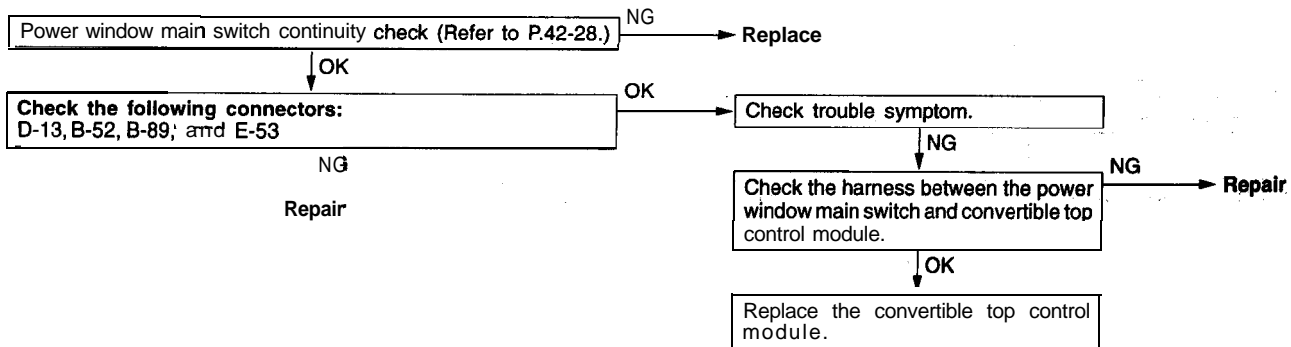 Power window main switch continuity check (Refer to P.42-28.)
NG
Replace
OK
Check the following connectors:
D-13, B-52, B-89, and E-53
OK
Check trouble symptom.
NG
Repair
NG
Check the harness between the power
window main switch and convertible top
control module.
NG
Repair
OK
Replace the convertible top control
module.